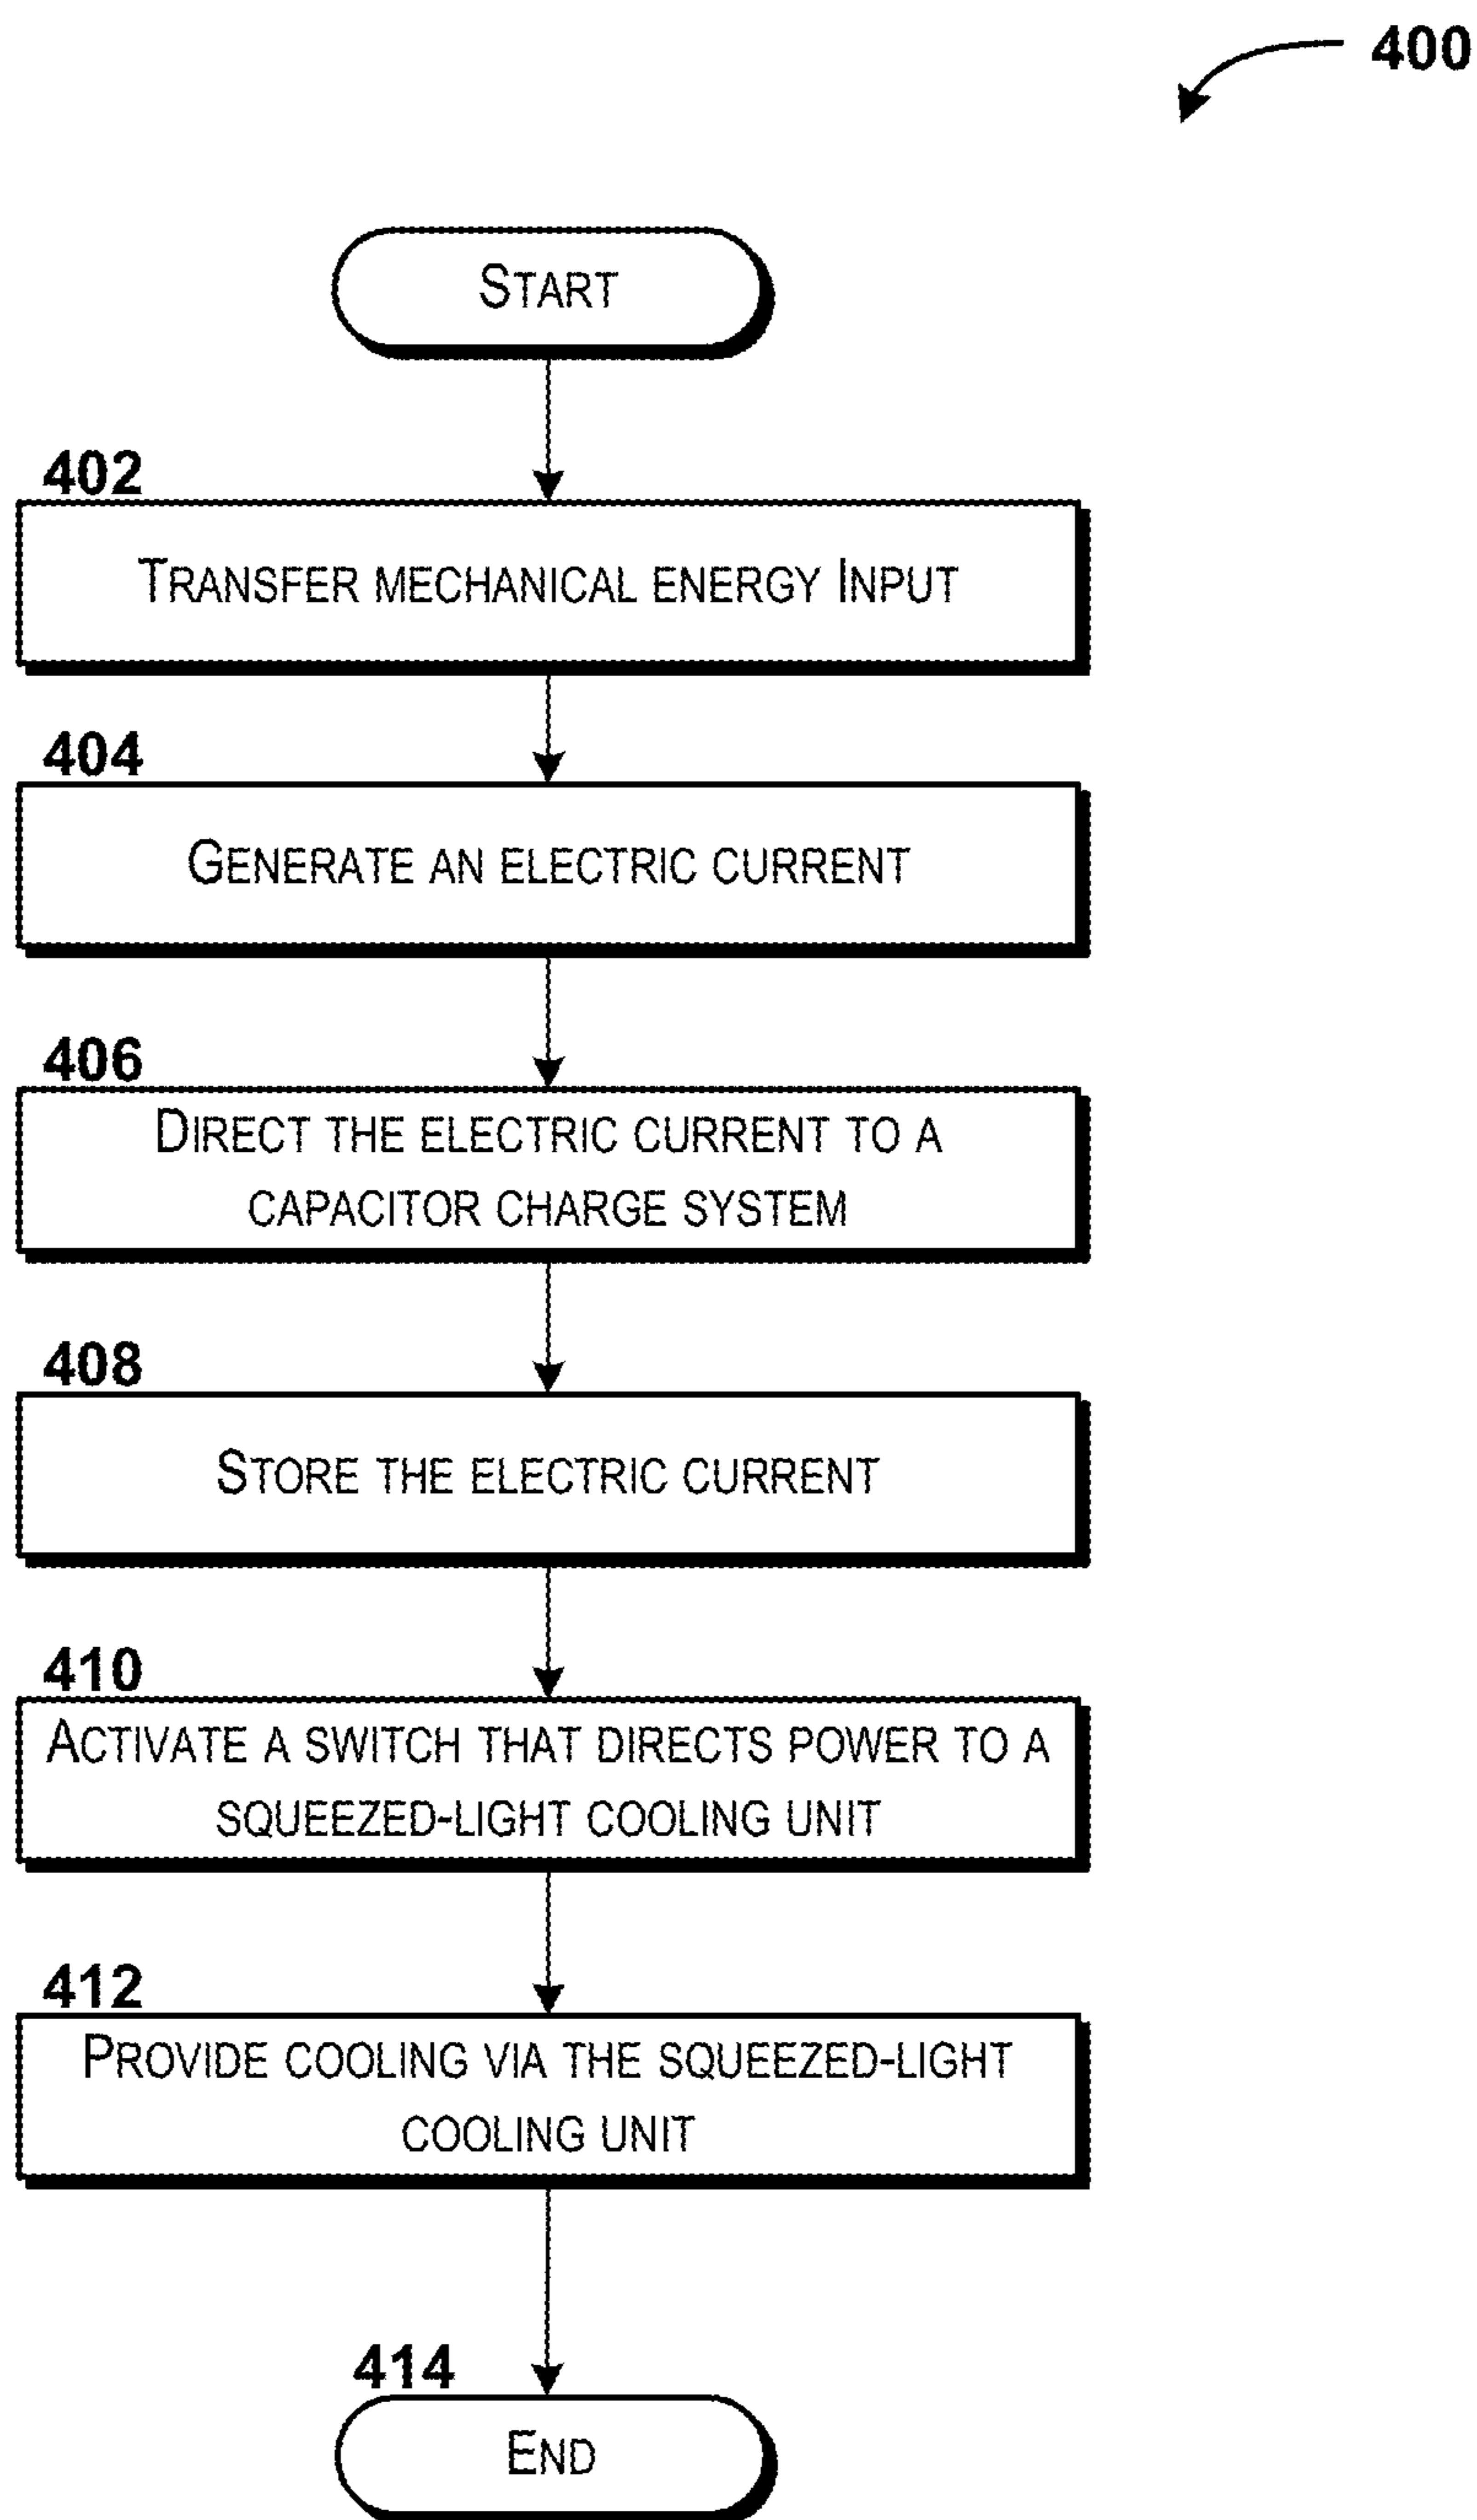 400
START
402
TRANSFER MECHANICAL ENERGY INPUT
404
GENERATE AN ELECTRIC CURRENT
406
DIRECT THE ELECTRIC CURRENT TO A
CAPACITOR CHARGE SYSTEM
408
STORE THE ELECTRIC CURRENT
410
ACTIVATE A SWITCH THAT DIRECTS POWER TO A
SQUEEZED-LIGHT COOLING UNIT
412
PROVIDE COOLING VIA THE SQUEEZED-LIGHT
COOLING UNIT
414
END